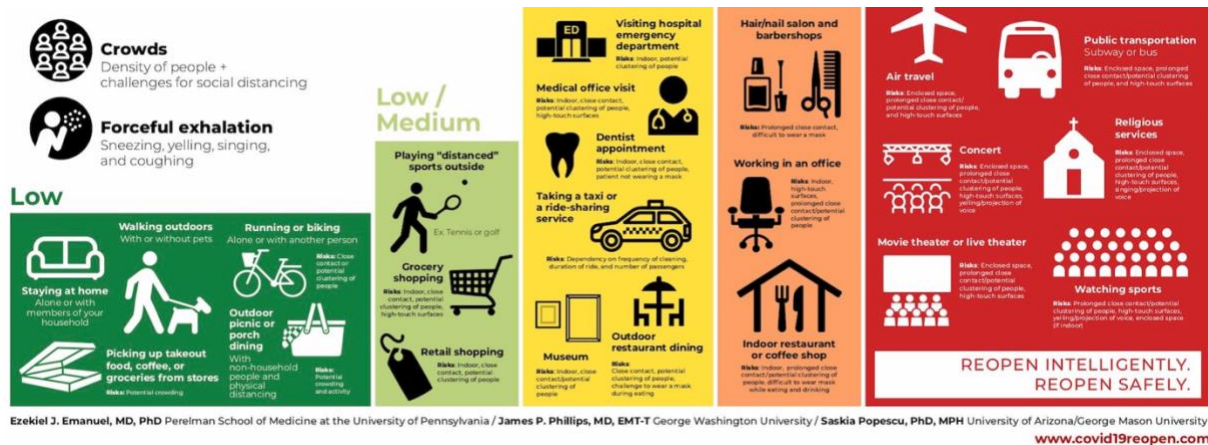 Crowds
Density of people +
challenges for social distancing
Forceful exhalation
Sneezing, yelling, singing,
and coughing
Low
Staying at home
Alone or with
members of your
household
Walking outdoors
With or without pets
Running or biking
Alone or with another person
Risks: Close
contact or
potential
clustering of
people
Picking up takeout
food, coffee, or
groceries from stores
Risks: Potential crowding
Outdoor
picnic or
porch
dining
With
non-household
people and
physical
distancing
Risks:
Potential
crowding
and activity
Low /
Medium
Playing "distanced"
sports outside
Ex. Tennis or golf
Grocery
shopping
Risks: Indoor, close
contact, potential
clustering of people,
high-touch surfaces
Retail shopping
Risks: Indoor, close
contact, potential
clustering of people
ED
Visiting hospital
emergency
department
Risks: Indoor, potential
clustering of people
Medical office visit
Risks: Indoor, close contact,
potential clustering of people,
high-touch surfaces
Dentist
appointment
Risks: Indoor, close contact,
potential clustering of people,
patient not wearing a mask
Taking a taxi or
a ride-sharing
service
Risks: Dependency on frequency of cleaning,
duration of ride, and number of passengers
Museum
Risks: Indoor, close
contact/potential
clustering of
people
Outdoor
restaurant dining
Risks:
Close contact, potential
clustering of people,
challenge to wear a mask
during eating
Hair/nail salon and
barbershops
Risks: Prolonged close contact,
difficult to wear a mask
Working in an office
Risks: Indoor,
high-touch
surfaces,
prolonged close
contact/potential
clustering of
people
Indoor restaurant
or coffee shop
Risks: Indoor, prolonged close
contact/potential clustering of
people, difficult to wear mask
while eating and drinking
Air travel
Risks: Enclosed space,
prolonged close contact/
potential clustering
of people, and
high-touch surfaces
Public transportation
Subway or bus
Risks: Enclosed space, prolonged
close contact/potential clustering
of people, and high-touch surfaces
Concert
Risks: Enclosed space,
prolonged close
contact/potential
clustering of people,
high-touch surfaces,
yelling/projection of
voice
Religious
services
Risks: Enclosed space,
prolonged close
contact/potential
clustering of people,
high-touch surfaces,
singing/projection of
voice
Movie theater or live theater
Risks: Enclosed space,
prolonged close
contact/potential
clustering of people,
high-touch surfaces
Watching sports
Risks: Prolonged close contact/potential
clustering of people, high-touch surfaces,
yelling/projection of voice, enclosed space
(if indoor)
REOPEN INTELLIGENTLY.
REOPEN SAFELY.
Ezekiel J. Emanuel, MD, PhD Perelman School of Medicine at the University of Pennsylvania / James P. Phillips, MD, EMT-T George Washington University / Saskia Popescu, PhD, MPH University of Arizona/George Mason University
www.covid19reopen.com